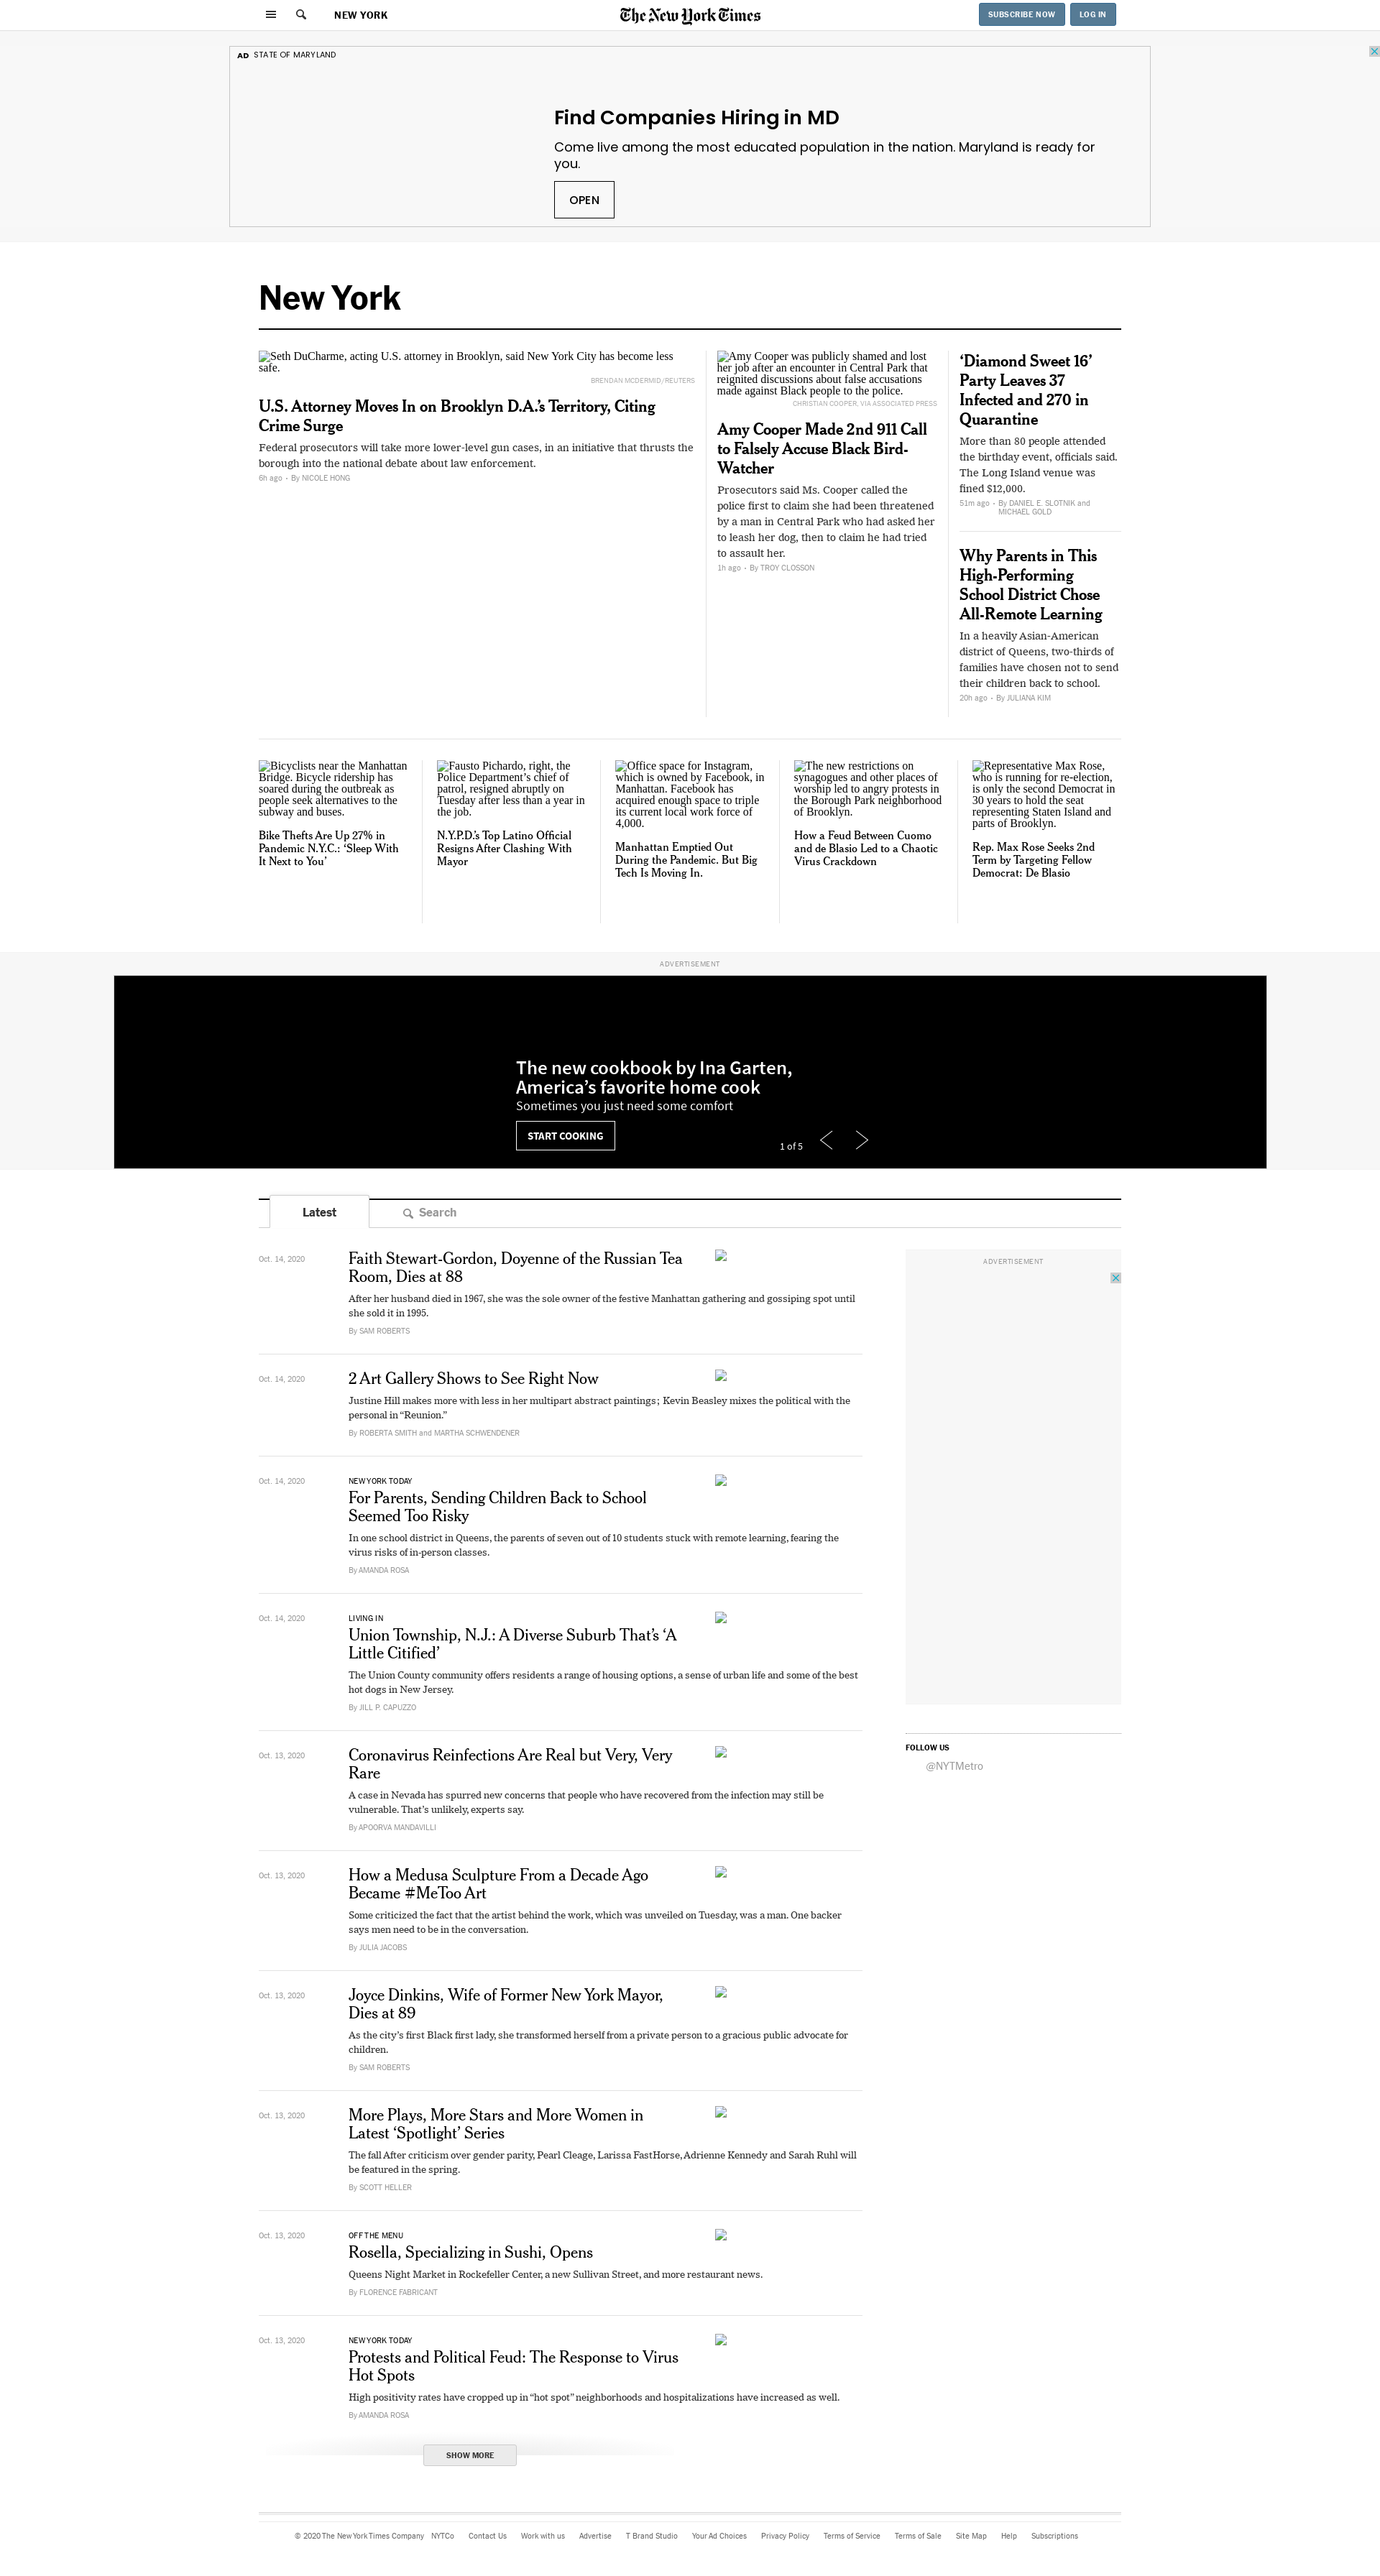 NEW YORK
The New York Times
SUBSCRIBE NOW
LOG IN
AD STATE OF MARYLAND
Find Companies Hiring in MD
Come live among the most educated population in the nation. Maryland is ready for
you.
OPEN
New York
Seth DuCharme, acting U.S. attorney in Brooklyn, said New York City has become less
safe.
BRENDAN MCDERMID/REUTERS
U.S. Attorney Moves In on Brooklyn D.A.’s Territory, Citing
Crime Surge
Federal prosecutors will take more lower-level gun cases, in an initiative that thrusts the
borough into the national debate about law enforcement.
6h ago • By NICOLE HONG
Amy Cooper was publicly shamed and lost
her job after an encounter in Central Park that
reignited discussions about false accusations
made against Black people to the police.
CHRISTIAN COOPER, VIA ASSOCIATED PRESS
Amy Cooper Made 2nd 911 Call
to Falsely Accuse Black Bird-
Watcher
Prosecutors said Ms. Cooper called the
police first to claim she had been threatened
by a man in Central Park who had asked her
to leash her dog, then to claim he had tried
to assault her.
1h ago • By TROY CLOSSON
‘Diamond Sweet 16’
Party Leaves 37
Infected and 270 in
Quarantine
More than 80 people attended
the birthday event, officials said.
The Long Island venue was
fined $12,000.
51m ago • By DANIEL E. SLOTNIK and
MICHAEL GOLD
Why Parents in This
High-Performing
School District Chose
All-Remote Learning
In a heavily Asian-American
district of Queens, two-thirds of
families have chosen not to send
their children back to school.
20h ago • By JULIANA KIM
Bicyclists near the Manhattan
Bridge. Bicycle ridership has
soared during the outbreak as
people seek alternatives to the
subway and buses.
Bike Thefts Are Up 27% in
Pandemic N.Y.C.: ‘Sleep With
It Next to You’
Fausto Pichardo, right, the
Police Department’s chief of
patrol, resigned abruptly on
Tuesday after less than a year in
the job.
N.Y.P.D.’s Top Latino Official
Resigns After Clashing With
Mayor
Office space for Instagram,
which is owned by Facebook, in
Manhattan. Facebook has
acquired enough space to triple
its current local work force of
4,000.
Manhattan Emptied Out
During the Pandemic. But Big
Tech Is Moving In.
The new restrictions on
synagogues and other places of
worship led to angry protests in
the Borough Park neighborhood
of Brooklyn.
How a Feud Between Cuomo
and de Blasio Led to a Chaotic
Virus Crackdown
Representative Max Rose,
who is running for re-election,
is only the second Democrat in
30 years to hold the seat
representing Staten Island and
parts of Brooklyn.
Rep. Max Rose Seeks 2nd
Term by Targeting Fellow
Democrat: De Blasio
ADVERTISEMENT
The new cookbook by Ina Garten,
America’s favorite home cook
Sometimes you just need some comfort
START COOKING
1 of 5
Latest
Search
Oct. 14, 2020
Faith Stewart-Gordon, Doyenne of the Russian Tea
Room, Dies at 88
After her husband died in 1967, she was the sole owner of the festive Manhattan gathering and gossiping spot until
she sold it in 1995.
By SAM ROBERTS
ADVERTISEMENT
Oct. 14, 2020
2 Art Gallery Shows to See Right Now
Justine Hill makes more with less in her multipart abstract paintings; Kevin Beasley mixes the political with the
personal in “Reunion.”
By ROBERTA SMITH and MARTHA SCHWENDENER
Oct. 14, 2020
NEW YORK TODAY
For Parents, Sending Children Back to School
Seemed Too Risky
In one school district in Queens, the parents of seven out of 10 students stuck with remote learning, fearing the
virus risks of in-person classes.
By AMANDA ROSA
Oct. 14, 2020
LIVING IN
Union Township, N.J.: A Diverse Suburb That’s ‘A
Little Citified’
The Union County community offers residents a range of housing options, a sense of urban life and some of the best
hot dogs in New Jersey.
By JILL P. CAPUZZO
FOLLOW US
@NYTMetro
Oct. 13, 2020
Coronavirus Reinfections Are Real but Very, Very
Rare
A case in Nevada has spurred new concerns that people who have recovered from the infection may still be
vulnerable. That’s unlikely, experts say.
By APOORVA MANDAVILLI
Oct. 13, 2020
How a Medusa Sculpture From a Decade Ago
Became #MeToo Art
Some criticized the fact that the artist behind the work, which was unveiled on Tuesday, was a man. One backer
says men need to be in the conversation.
By JULIA JACOBS
Oct. 13, 2020
Joyce Dinkins, Wife of Former New York Mayor,
Dies at 89
As the city’s first Black first lady, she transformed herself from a private person to a gracious public advocate for
children.
By SAM ROBERTS
Oct. 13, 2020
More Plays, More Stars and More Women in
Latest ‘Spotlight’ Series
The fall After criticism over gender parity, Pearl Cleage, Larissa FastHorse, Adrienne Kennedy and Sarah Ruhl will
be featured in the spring.
By SCOTT HELLER
Oct. 13, 2020
OFF THE MENU
Rosella, Specializing in Sushi, Opens
Queens Night Market in Rockefeller Center, a new Sullivan Street, and more restaurant news.
By FLORENCE FABRICANT
Oct. 13, 2020
NEW YORK TODAY
Protests and Political Feud: The Response to Virus
Hot Spots
High positivity rates have cropped up in “hot spot” neighborhoods and hospitalizations have increased as well.
By AMANDA ROSA
SHOW MORE
© 2020 The New York Times Company NYTCo Contact Us Work with us Advertise T Brand Studio Your Ad Choices Privacy Policy Terms of Service Terms of Sale Site Map Help Subscriptions